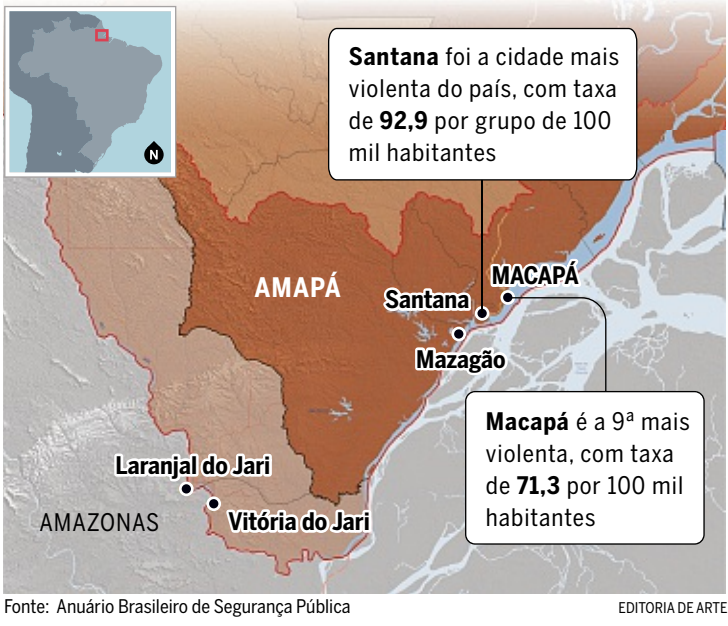 N
Santana foi a cidade mais
violenta do país, com taxa
de 92,9 por grupo de 100
mil habitantes
AMAPÁ
MACAPÁ
Santana
Mazagão
Macapá é a 9ª mais
violenta, com taxa
de 71,3 por 100 mil
habitantes
Laranjal do Jari
AMAZONAS
Vitória do Jari
Fonte: Anuário Brasileiro de Segurança Pública
EDITORIA DE ARTE